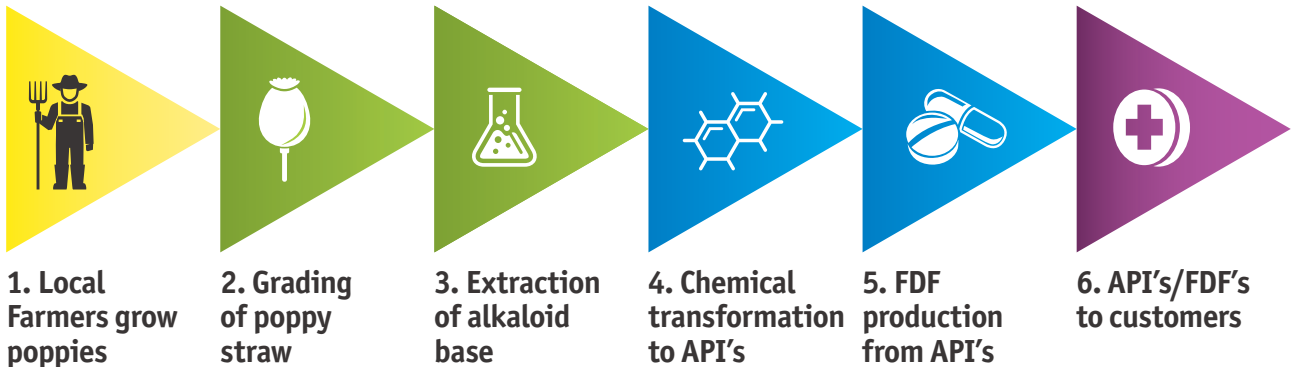 1. Local
Farmers grow
poppies
2. Grading
of poppy
straw
3. Extraction
of alkaloid
base
4. Chemical
transformation
to API's
5. FDF
production
from API's
6. API's/FDF's
to customers